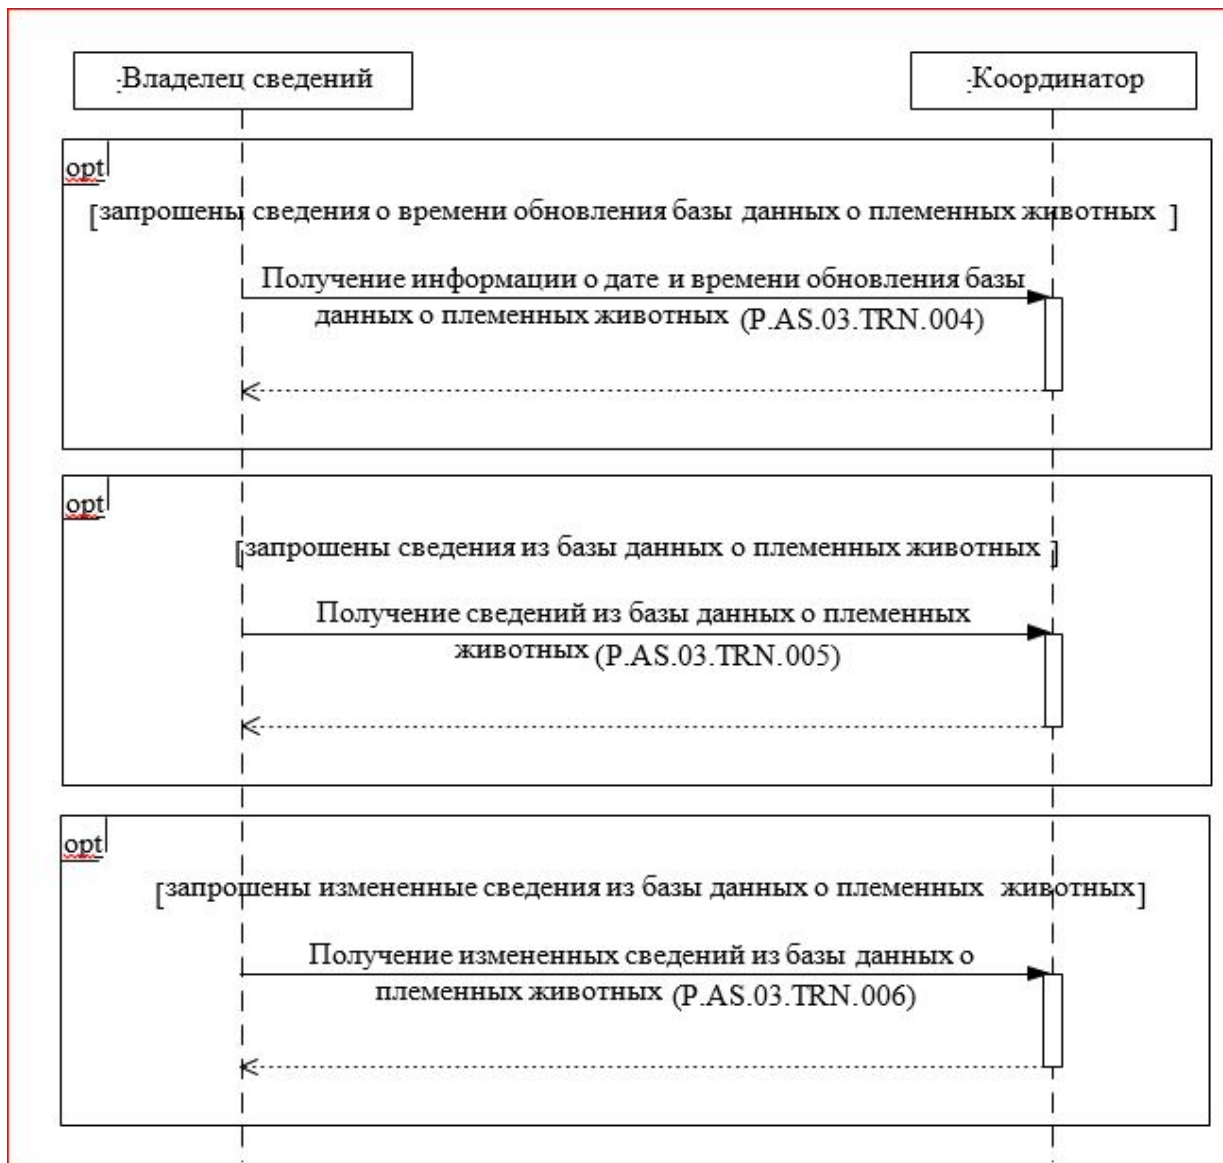 :Владелец сведений
:Координатор
opt
[запрошены сведения о времени обновления базы данных о племенных животных ]
Получение информации о дате и времени обновления базы
данных о племенных животных (P.AS.03.TRN.004)
opt
[запрошены сведения из базы данных о племенных животных ]
Получение сведений из базы данных о племенных
животных (P.AS.03.TRN.005)
opt
[запрошены измененные сведения из базы данных о племенных животных]
Получение измененных сведений из базы данных о
племенных животных (P.AS.03.TRN.006)